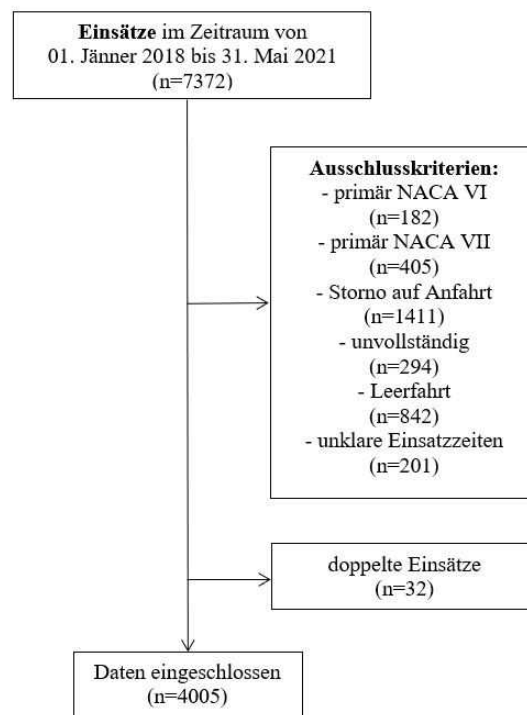 Einsätze im Zeitraum von
01. Jänner 2018 bis 31. Mai 2021
(n=7372)
Ausschlusskriterien:
- primär NACA VI
(n=182)
- primär NACA VII
(n=405)
- Storno auf Anfahrt
(n=1411)
- unvollständig
(n=294)
- Leerfahrt
(n=842)
- unklare Einsatzzeiten
(n=201)
doppelte Einsätze
(n=32)
Daten eingeschlossen
(n=4005)